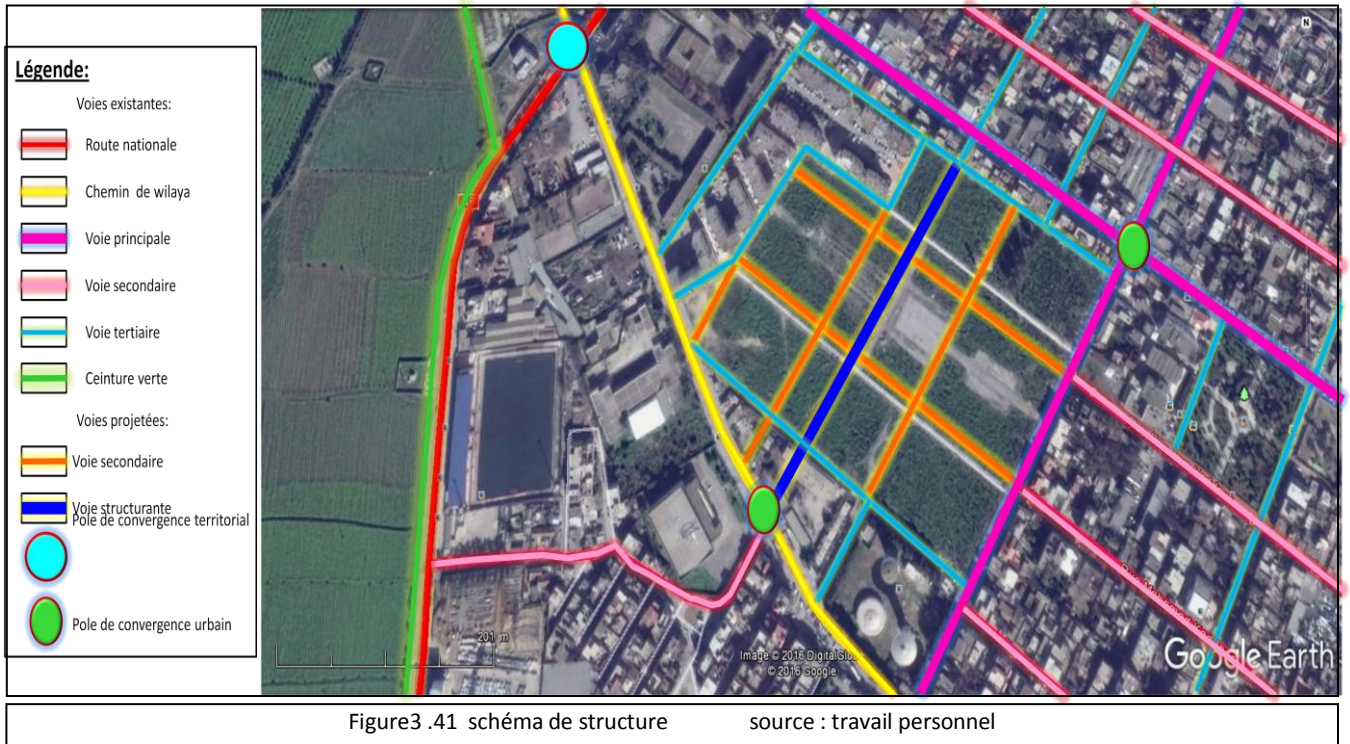 Légende:
Voies existantes:
Route nationale
Chemin de wilaya
Voie principale
Voie secondaire
Voie tertiaire
Ceinture verte
Voies projetées:
Voie secondaire
Voie structurante
Pole de convergence territorial
Pole de convergence urbain
N
201 m
Image © 2016 DigitalGlobe
© 2016 Google
Google Earth
Figure3 .41 schéma de structure source : travail personnel